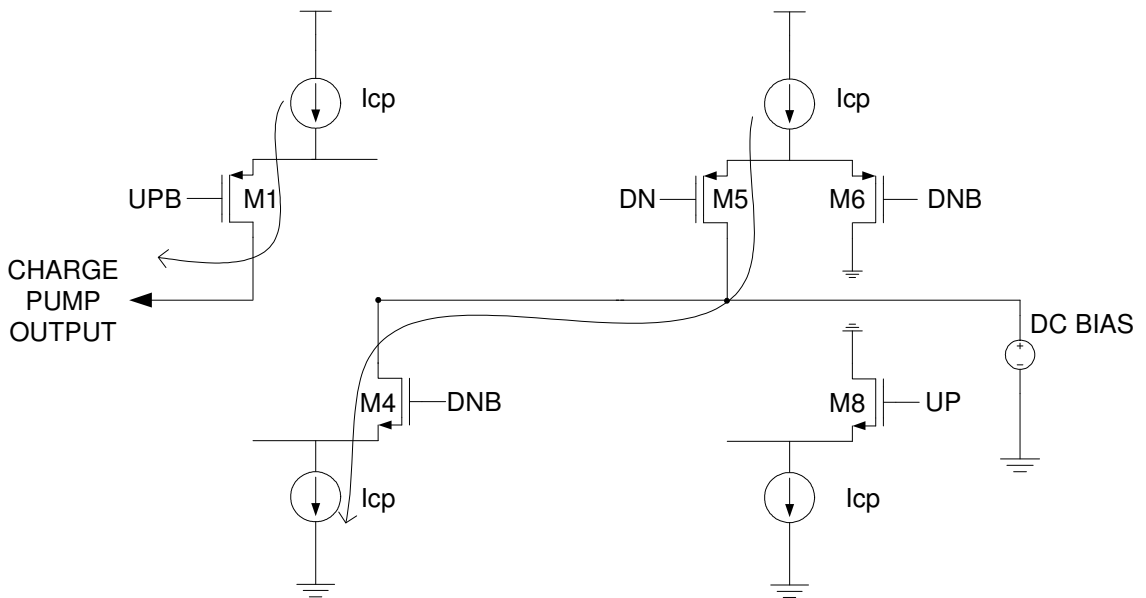 Icp
Icp
UPB
M1
DN
M5
M6
DNB
CHARGE
PUMP
OUTPUT
DC BIAS
+
-
M4
DNB
M8
UP
Icp
Icp